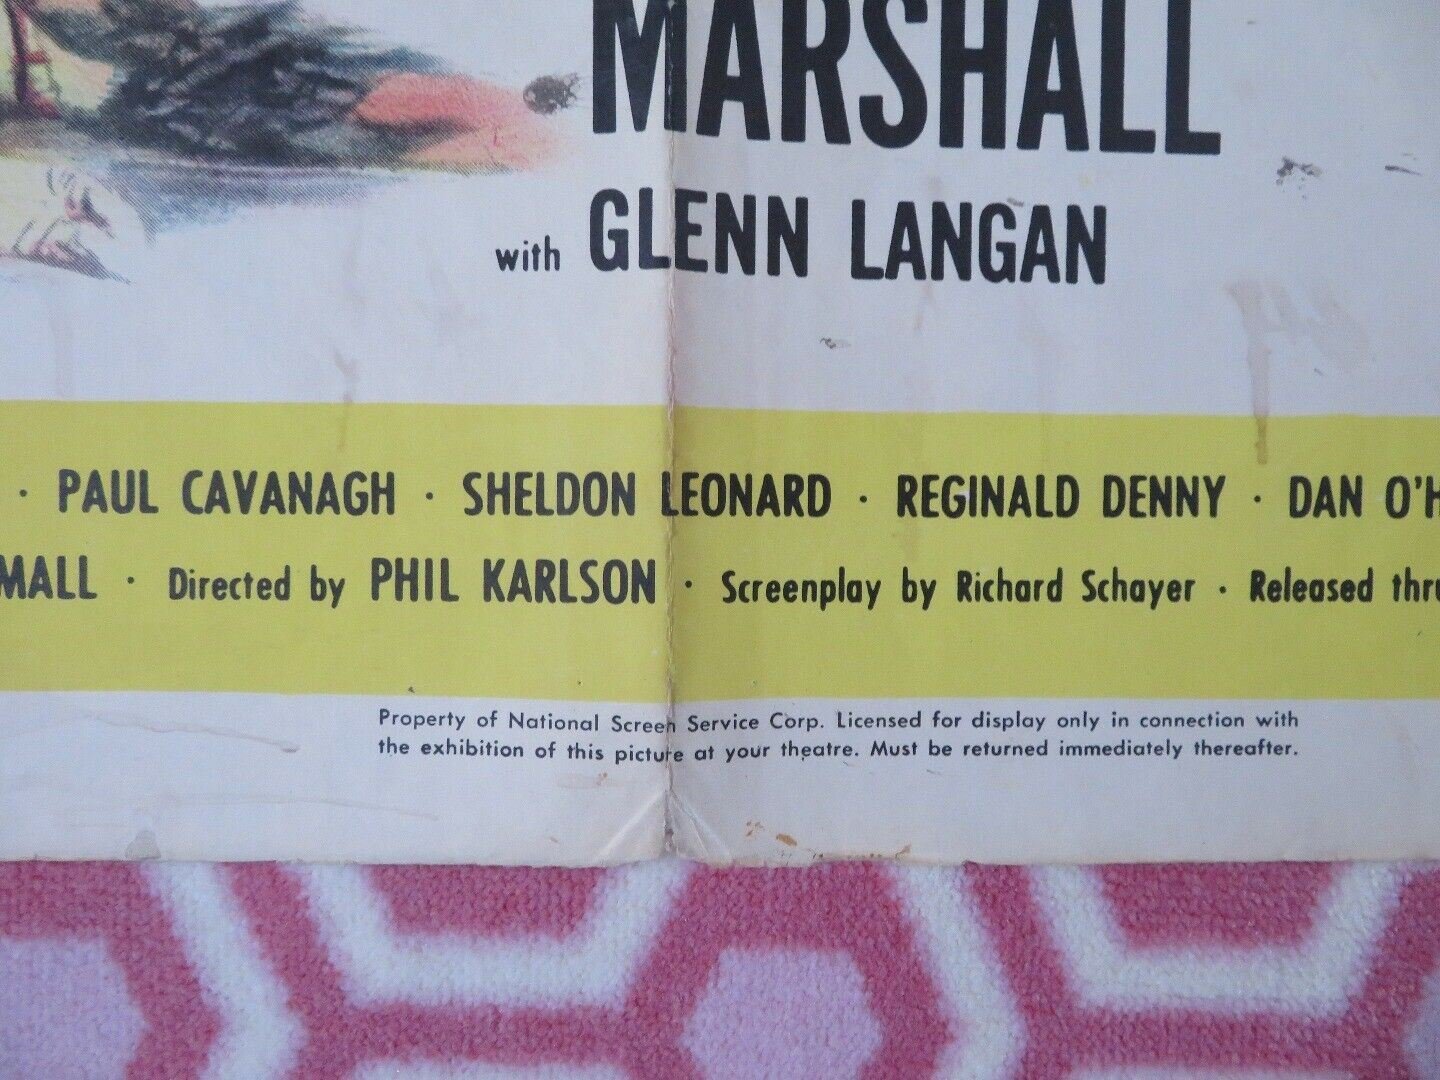 MARSHALL
with GLENN LANGAN
· PAUL CAVANAGH · SHELDON LEONARD · REGINALD DENNY · DAN O'H
MALL · Directed by PHIL KARLSON · Screenplay by Richard Schayer · Released thru
Property of National Screen Service Corp. Licensed for display only in connection with
the exhibition of this picture at your theatre. Must be returned immediately thereafter.